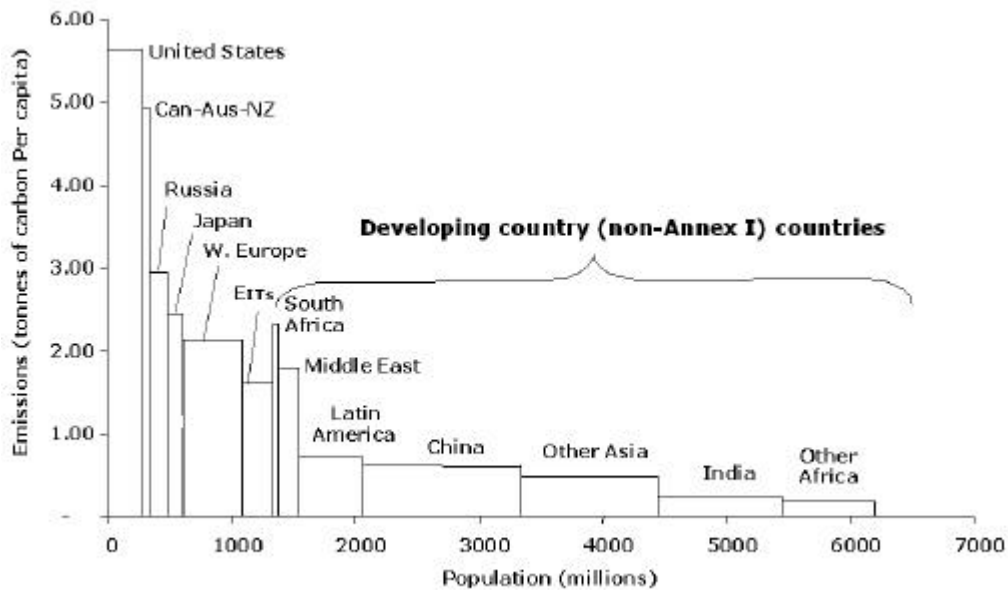 Emissions (tonnes of carbon Per capita)
6.00
5.00
4.00
3.00
2.00
1.00
-
United States
Can-Aus-NZ
Russia
Japan
W. Europe
EITs
South
Africa
Middle East
Developing country (non-Annex I) countries
Latin
America
China
Other Asia
India
Other
Africa
0 1000 2000 3000 4000 5000 6000 7000
Population (millions)